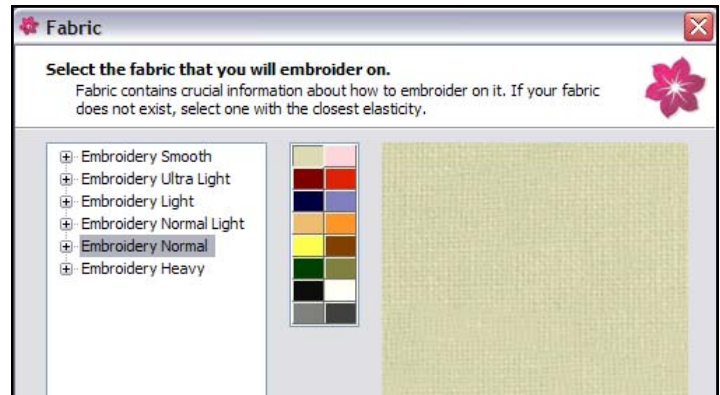 Fabric
Select the fabric that you will embroider on.
Fabric contains crucial information about how to embroider on it. If your fabric
does not exist, select one with the closest elasticity.
Embroidery Smooth
Embroidery Ultra Light
Embroidery Light
Embroidery Normal Light
Embroidery Normal
Embroidery Heavy